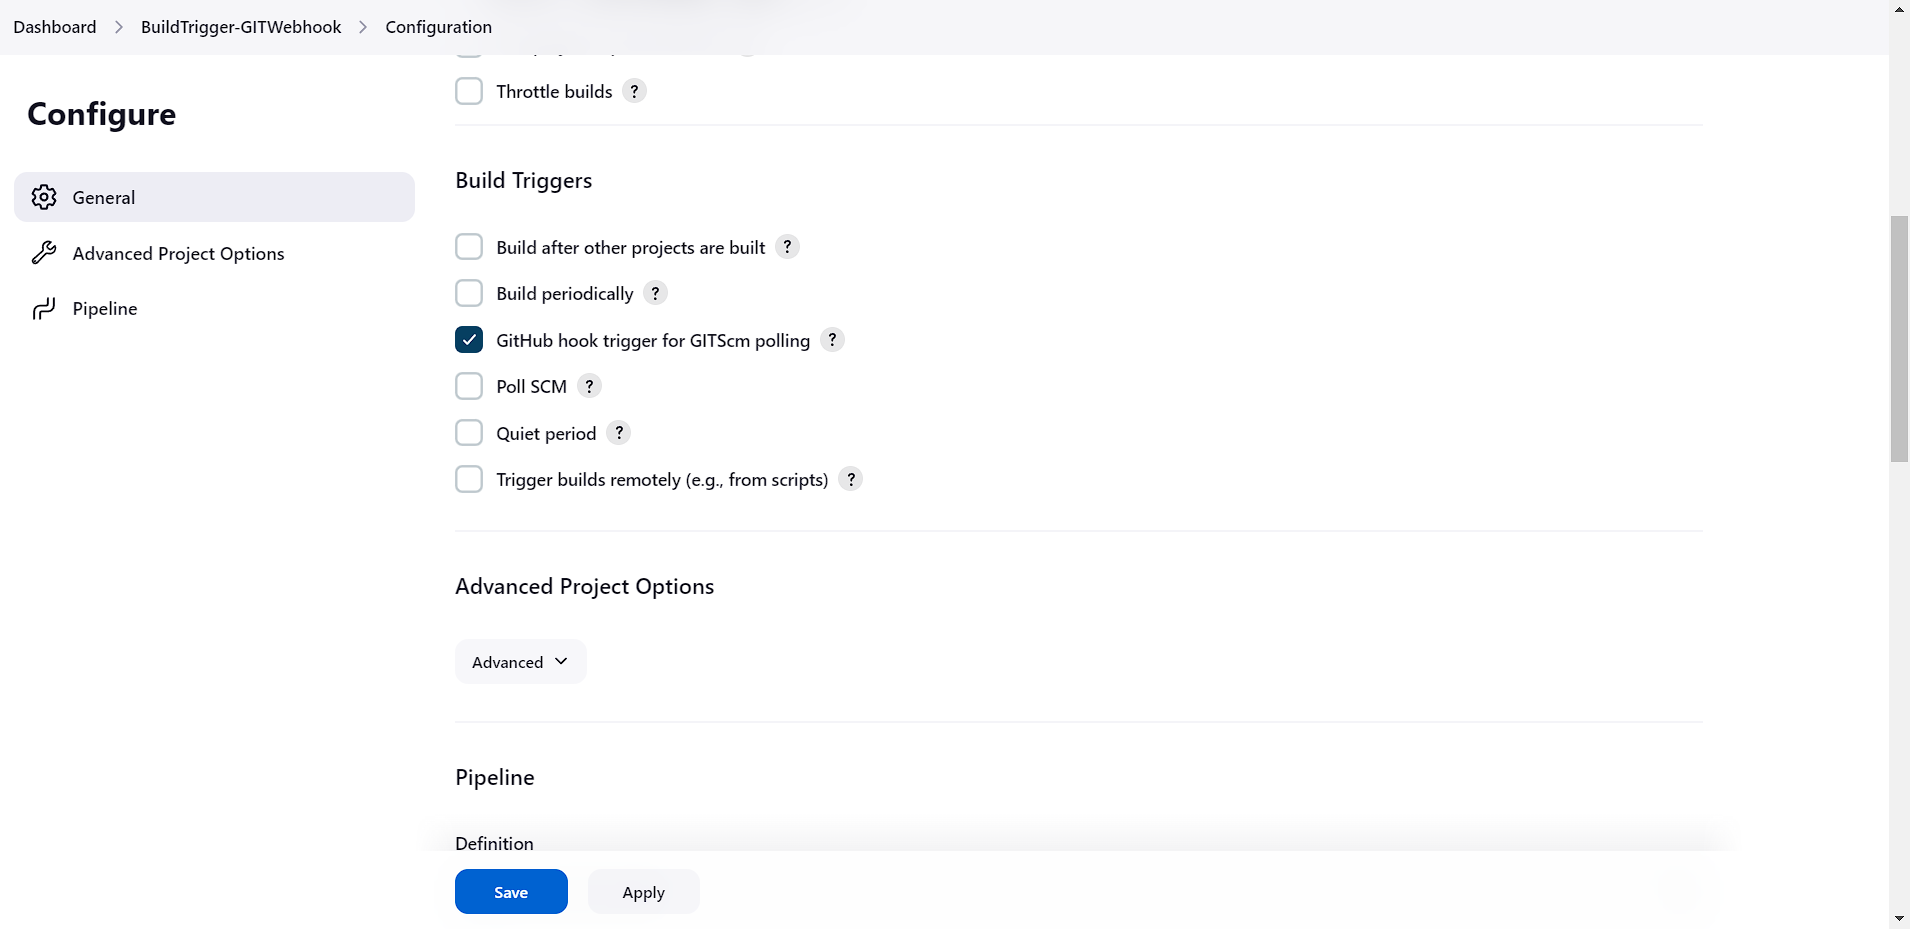 Dashboard > BuildTrigger-GITWebhook > Configuration
Configure
General
Advanced Project Options
Pipeline
Throttle builds ?
Build Triggers
Build after other projects are built ?
Build periodically ?
GitHub hook trigger for GITScm polling ?
Poll SCM ?
Quiet period ?
Trigger builds remotely (e.g., from scripts) ?
Advanced Project Options
Advanced
Pipeline
Definition
Save Apply